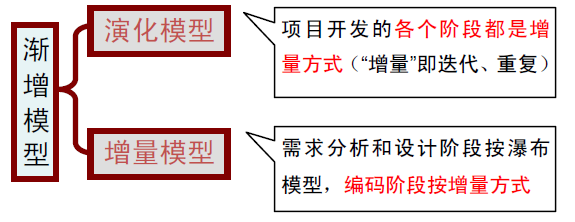 渐增模型
演化模型
项目开发的各个阶段都是增
量方式（“增量”即迭代、重复）
增量模型
需求分析和设计阶段按瀑布
模型，编码阶段按增量方式